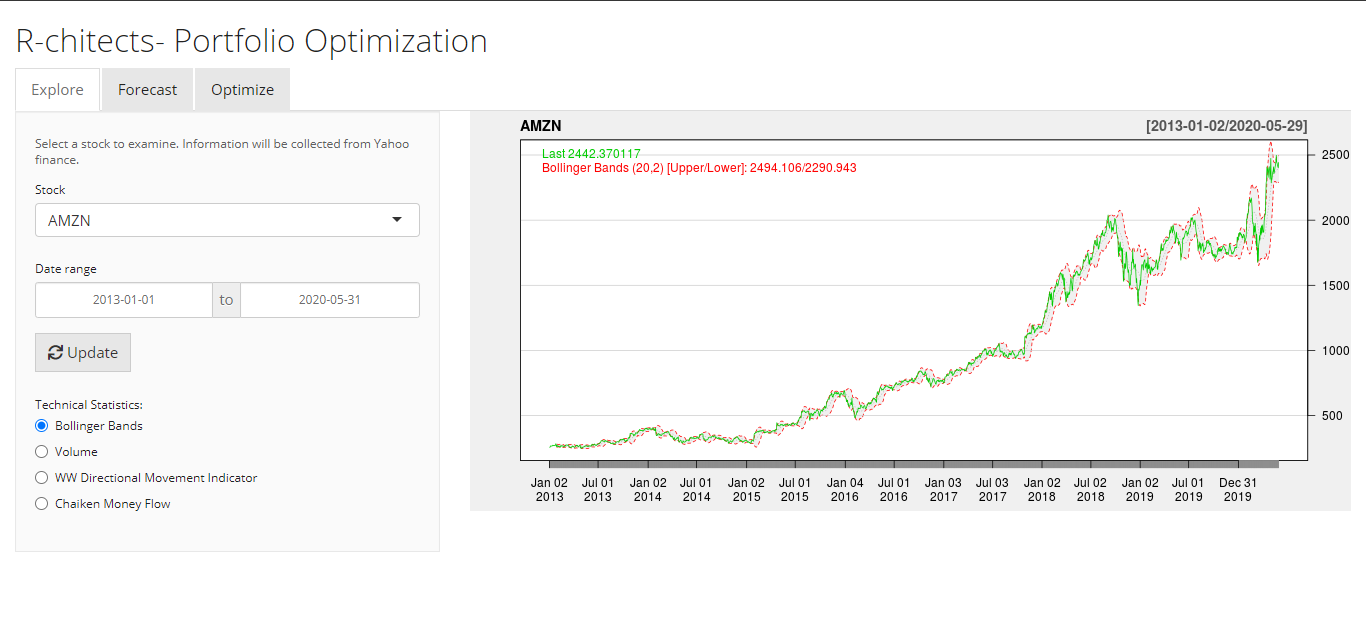 R-chitects- Portfolio Optimization
Explore Forecast Optimize
Select a stock to examine. Information will be collected from Yahoo
finance.
Stock
AMZN
Date range
2013-01-01 to 2020-05-31
Update
Technical Statistics:
Bollinger Bands
Volume
WW Directional Movement Indicator
Chaiken Money Flow
AMZN [2013-01-02/2020-05-29]
Last 2442.370117
Bollinger Bands (20,2) [Upper/Lower]: 2494.106/2290.943
2500
2000
1500
1000
500
Jan 02 Jul 01 Jan 02 Jul 01 Jan 02 Jul 01 Jan 04 Jul 01 Jan 03 Jul 03 Jan 02 Jul 02 Jan 02 Jul 01 Dec 31
2013 2013 2014 2014 2015 2015 2016 2016 2017 2017 2018 2018 2019 2019 2019